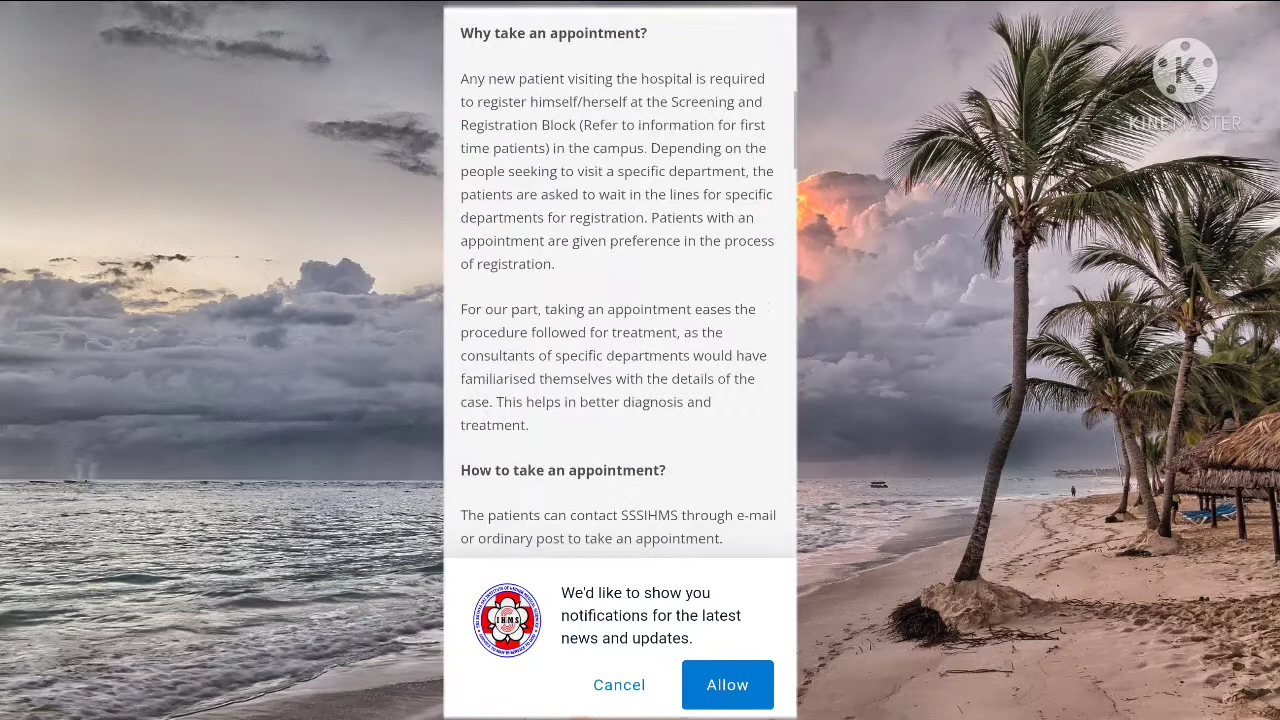 Why take an appointment?
Any new patient visiting the hospital is required
to register himself/herself at the Screening and
Registration Block (Refer to information for first
time patients) in the campus. Depending on the
people seeking to visit a specific department, the
patients are asked to wait in the lines for specific
departments for registration. Patients with an
appointment are given preference in the process
of registration.
For our part, taking an appointment eases the
procedure followed for treatment, as the
consultants of specific departments would have
familiarised themselves with the details of the
case. This helps in better diagnosis and
treatment.
How to take an appointment?
The patients can contact SSSIHMS through e-mail
or ordinary post to take an appointment.
IHMS
We'd like to show you
notifications for the latest
news and updates.
Cancel
Allow
K
KINEMASTER